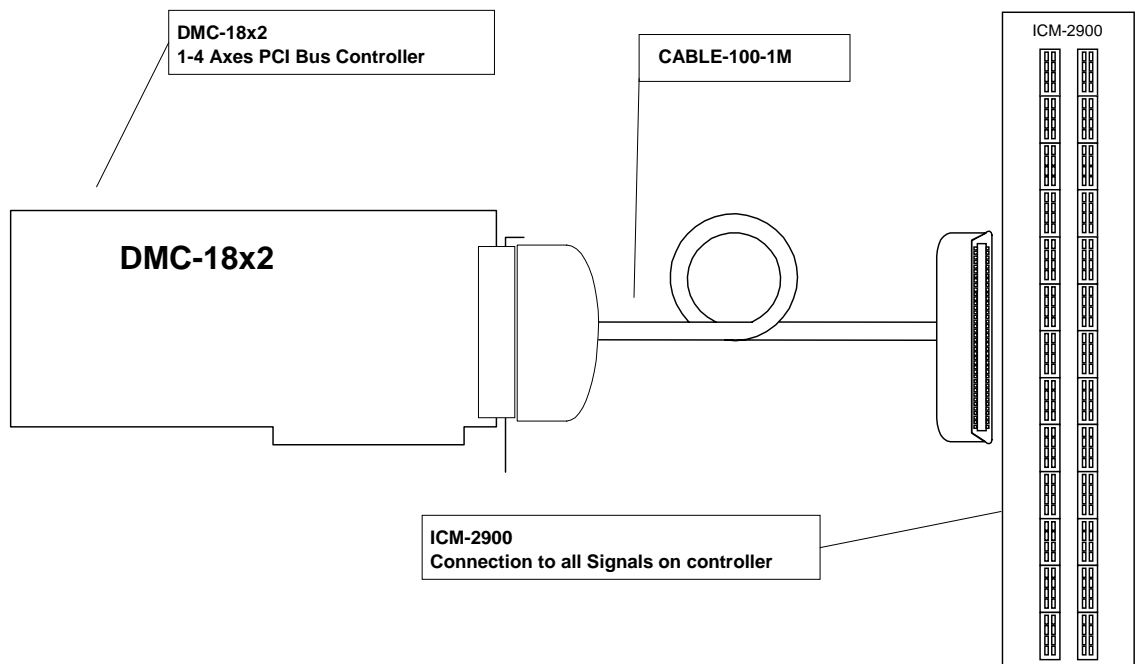 DMC-18x2
1-4 Axes PCI Bus Controller
CABLE-100-1M
ICM-2900
DMC-18x2
ICM-2900
Connection to all Signals on controller